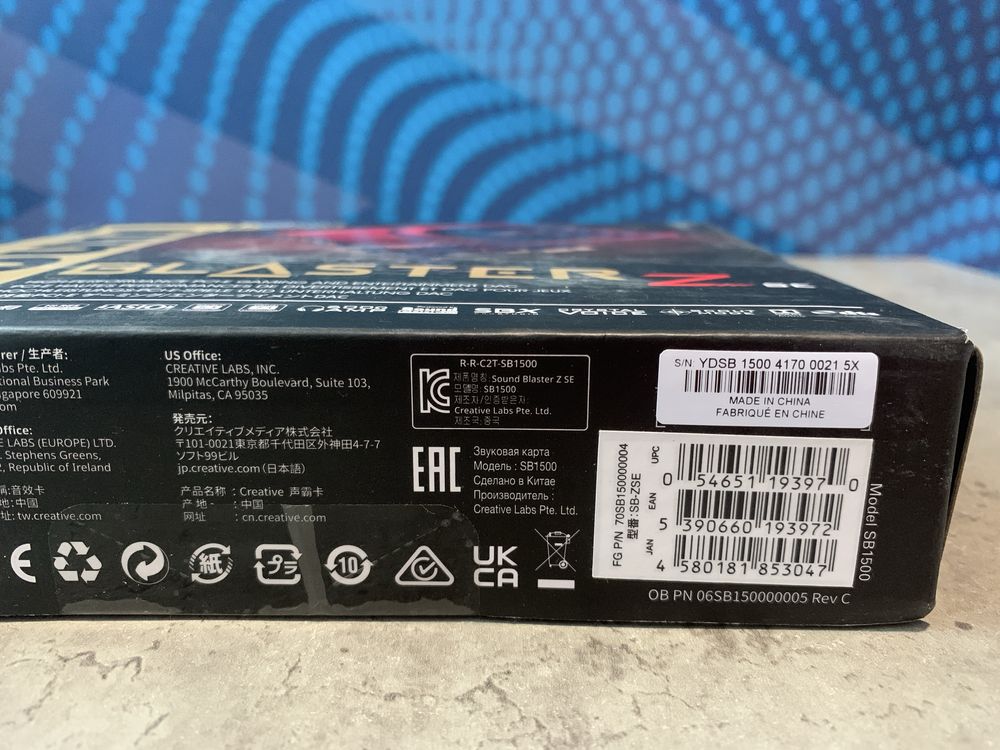 BLASTER Z
SE
rer / 生产者:
bs Pte. Ltd.
tional Business Park
gapore 609921
om
ffice:
E LABS (EUROPE) LTD.
. Stephens Greens,
2, Republic of Ireland
稱:音效卡
:中国
址: tw.creative.com
US Office:
CREATIVE LABS, INC.
1900 McCarthy Boulevard, Suite 103,
Milpitas, CA 95035
発売元:
クリエイティブメディア株式会社
〒101-0021東京都千代田区外神田4-7-7
ソフト99ビル
jp.creative.com (日本語)
产品名称 : Creative 声霸卡
产地 - : 中国
网址 : cn.creative.com
R-R-C2T-SB1500
제품명칭: Sound Blaster Z SE
모델명: SB1500
제조자/인증받은자:
Creative Labs Pte. Ltd.
제조국: 중국
EAC
Звуковая карта
Модель : SB1500
Сделано в Китае
Производитель :
Creative Labs Pte. Ltd.
CE
紙
プラ
10
UK
CA
S/N: YDSB 1500 4170 0021 5X
MADE IN CHINA
FABRIQUÉ EN CHINE
FG P/N 70SB150000004
型番: SB-ZSE
UPC
0 54651 19397 0
EAN
5 390660 193972
JAN
4 580181 853047
Model SB1500
OB PN 06SB150000005 Rev C